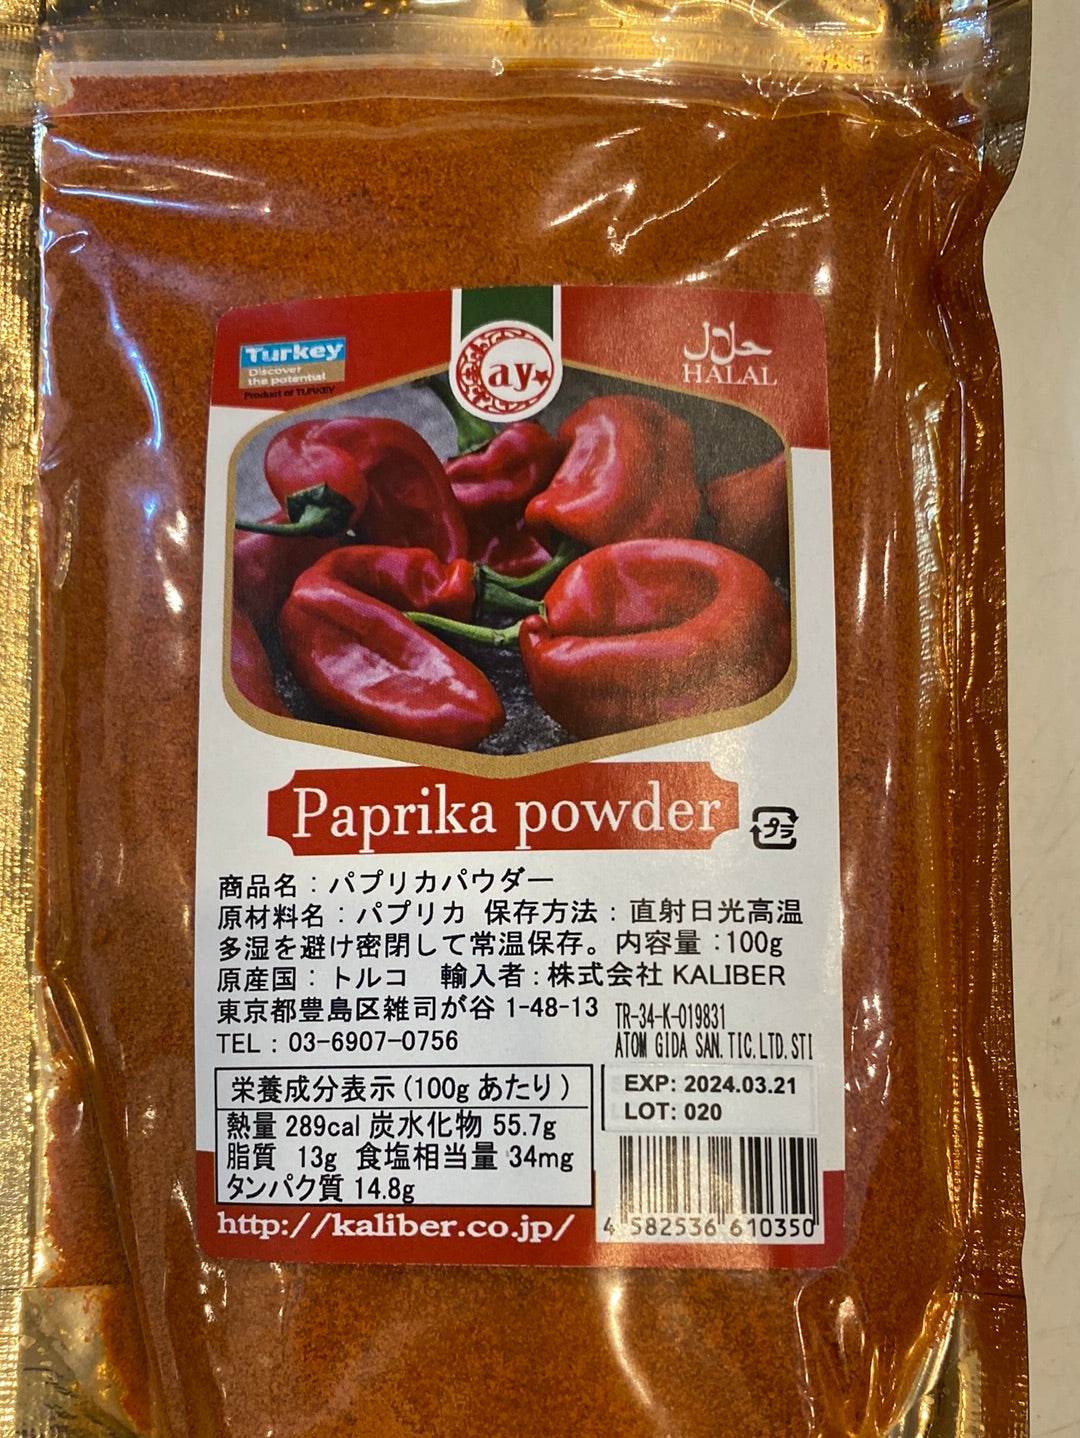 Turkey
Discover
the potential
Product of TURKEY
ay
حلال
HALAL
Paprika powder
プラ
商品名：パプリカパウダー
原材料名：パプリカ 保存方法：直射日光高温
多湿を避け密閉して常温保存。内容量：100g
原産国：トルコ 輸入者：株式会社 KALIBER
東京都豊島区雑司が谷 1-48-13
TEL：03-6907-0756
TR-34-K-019831
ATOM GIDA SAN.TIC.LTD.STI
栄養成分表示（100g あたり）
熱量 289cal 炭水化物 55.7g
脂質 13g 食塩相当量 34mg
タンパク質 14.8g
EXP: 2024.03.21
LOT: 020
http://kaliber.co.jp/
4 582536 610350